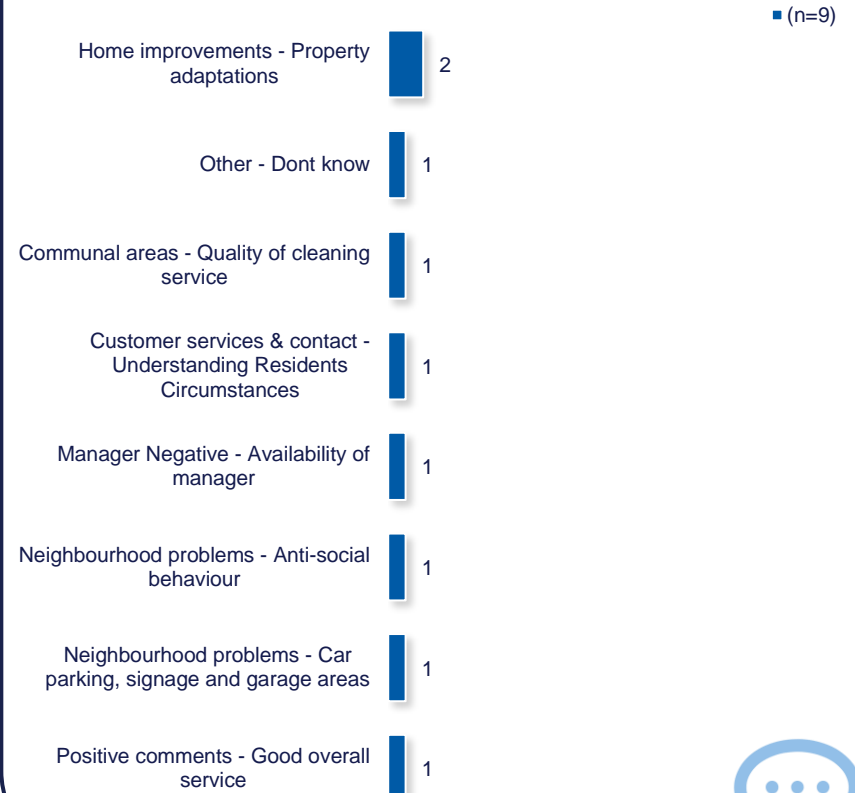 (n=9)
Home improvements - Property
adaptations
2
Other - Dont know
1
Communal areas - Quality of cleaning
service
1
Customer services & contact -
Understanding Residents
Circumstances
1
Manager Negative - Availability of
manager
1
Neighbourhood problems - Anti-social
behaviour
1
Neighbourhood problems - Car
parking, signage and garage areas
1
Positive comments - Good overall
service
1